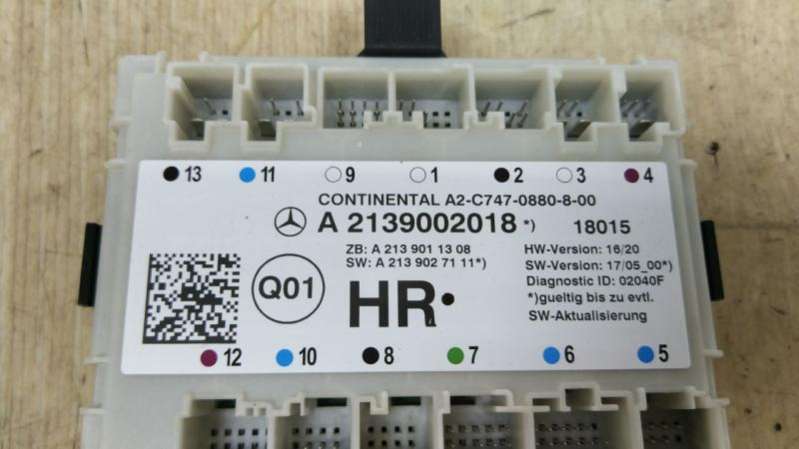 13 11 9 1 2 3 4
CONTINENTAL A2-C747-0880-8-00
A 2139002018 *) 18015
ZB: A 213 901 13 08
SW: A 213 902 71 11*)
HW-Version: 16/20
SW-Version: 17/05_00*)
Diagnostic ID: 02040F
*)gueltig bis zu evtl.
SW-Aktualisierung
Q01
HR
12 10 8 7 6 5